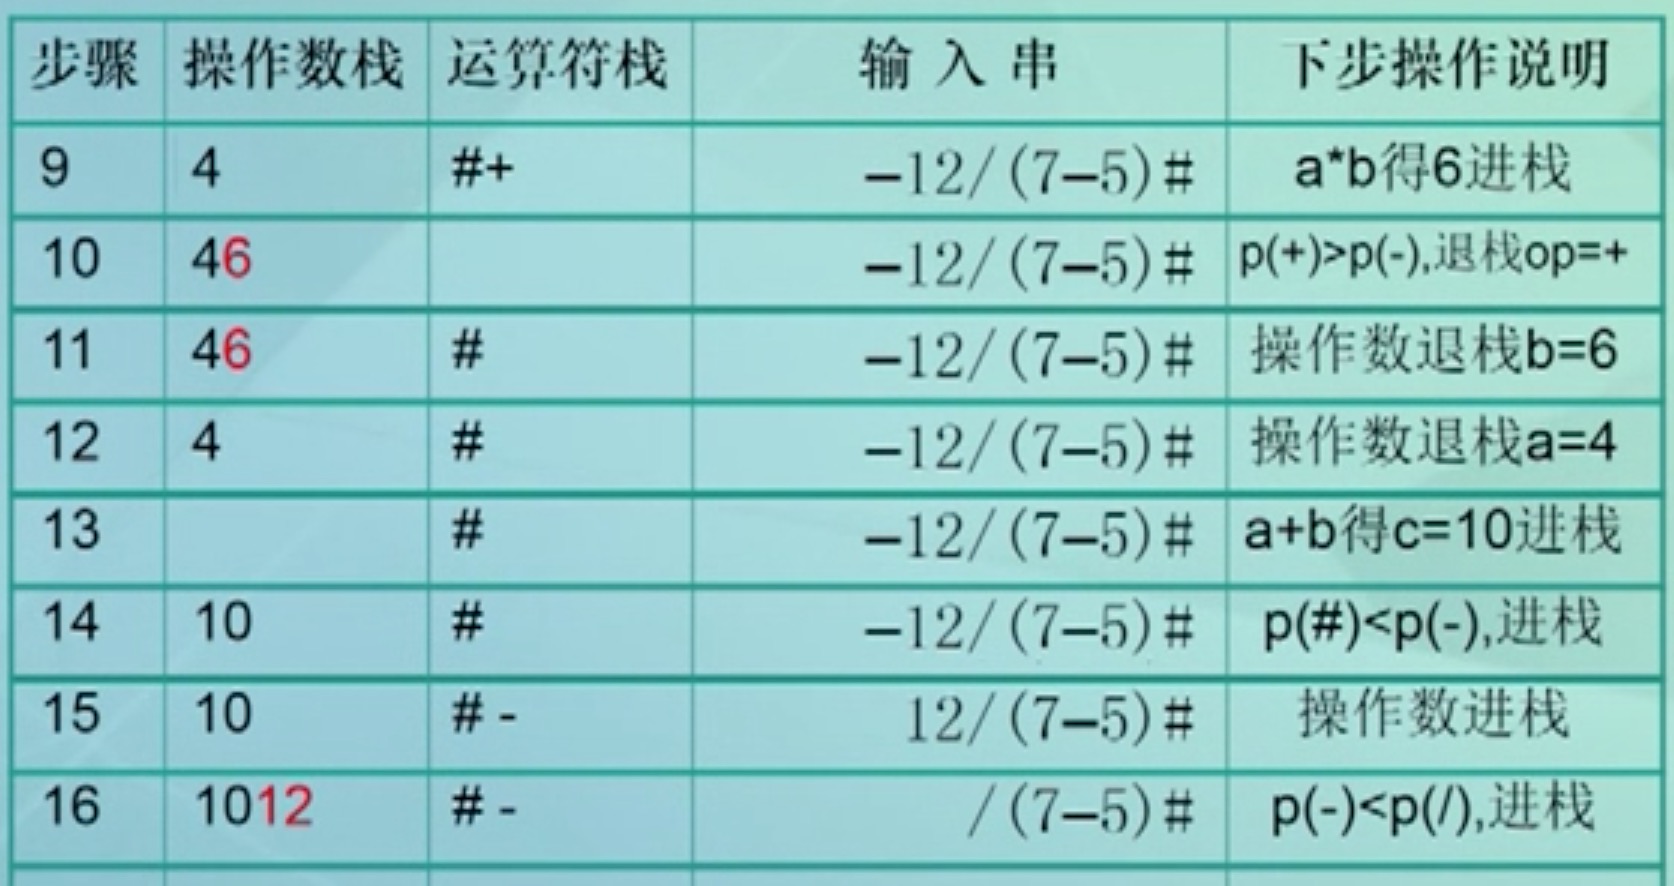 步骤 操作数栈 运算符栈 输 入 串 下步操作说明
9 4 #+ –12/(7–5)# a*b得6进栈
10 46 –12/(7–5)# p(+)>p(-),退栈op=+
11 46 # –12/(7–5)# 操作数退栈b=6
12 4 # –12/(7–5)# 操作数退栈a=4
13 # –12/(7–5)# a+b得c=10进栈
14 10 # –12/(7–5)# p(#)<p(-),进栈
15 10 # - 12/(7–5)# 操作数进栈
16 1012 # - /(7–5)# p(-)<p(/),进栈